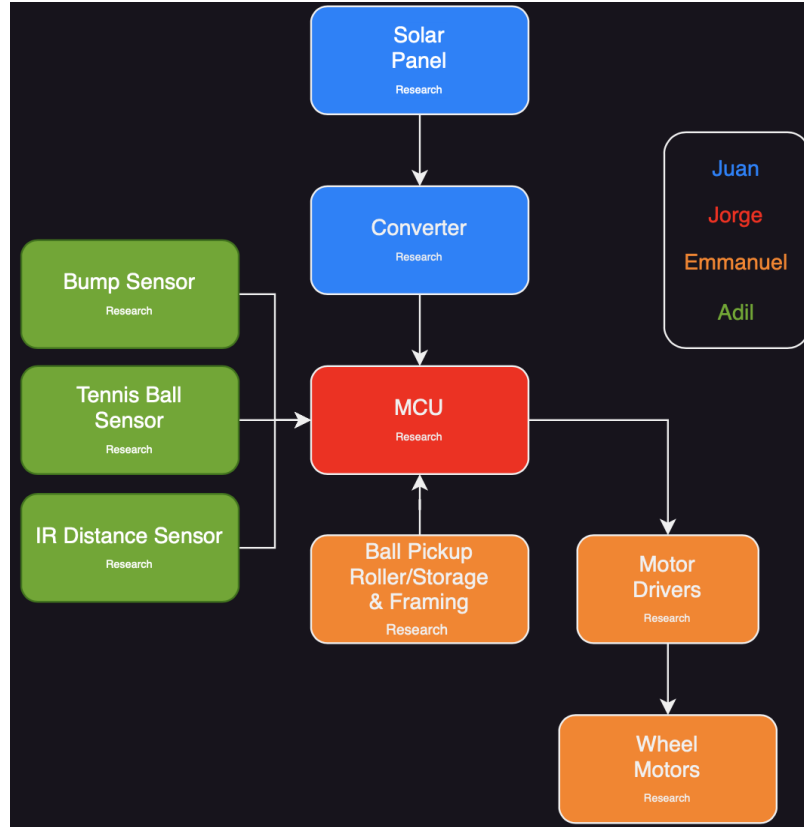 Solar
Panel
Research
Converter
Research
Juan
Jorge
Emmanuel
Adil
Bump Sensor
Research
Tennis Ball
Sensor
Research
IR Distance Sensor
Research
MCU
Research
Ball Pickup
Roller/Storage
& Framing
Research
Motor
Drivers
Research
Wheel
Motors
Research